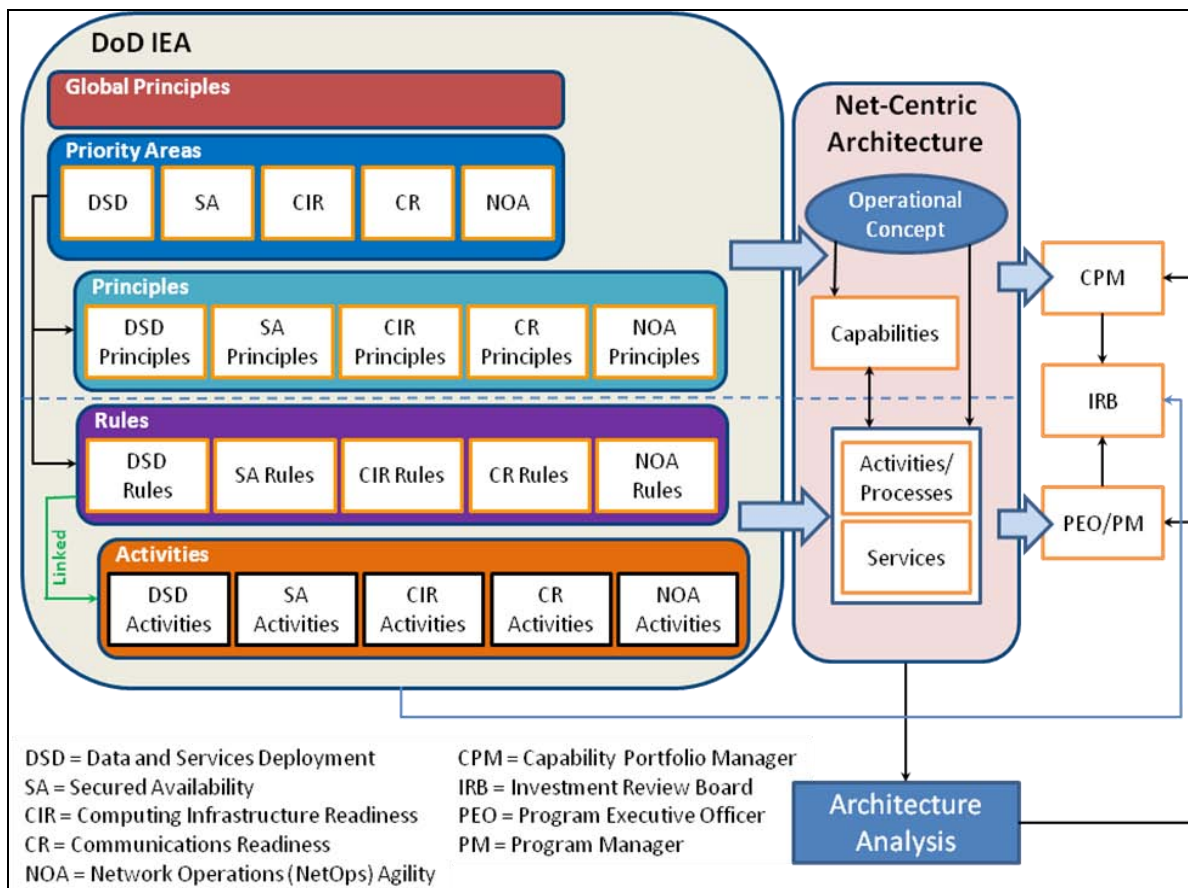 DoD IEA
Global Principles
Priority Areas
DSD
SA
CIR
CR
NOA
Principles
DSD
Principles
SA
Principles
CIR
Principles
CR
Principles
NOA
Principles
Rules
DSD
Rules
SA Rules
CIR Rules
CR Rules
NOA
Rules
Linked
Activities
DSD
Activities
SA
Activities
CIR
Activities
CR
Activities
NOA
Activities
Net-Centric
Architecture
Operational
Concept
Capabilities
Activities/
Processes
Services
CPM
IRB
PEO/PM
DSD = Data and Services Deployment
SA = Secured Availability
CIR = Computing Infrastructure Readiness
CR = Communications Readiness
NOA = Network Operations (NetOps) Agility
CPM = Capability Portfolio Manager
IRB = Investment Review Board
PEO = Program Executive Officer
PM = Program Manager
Architecture
Analysis